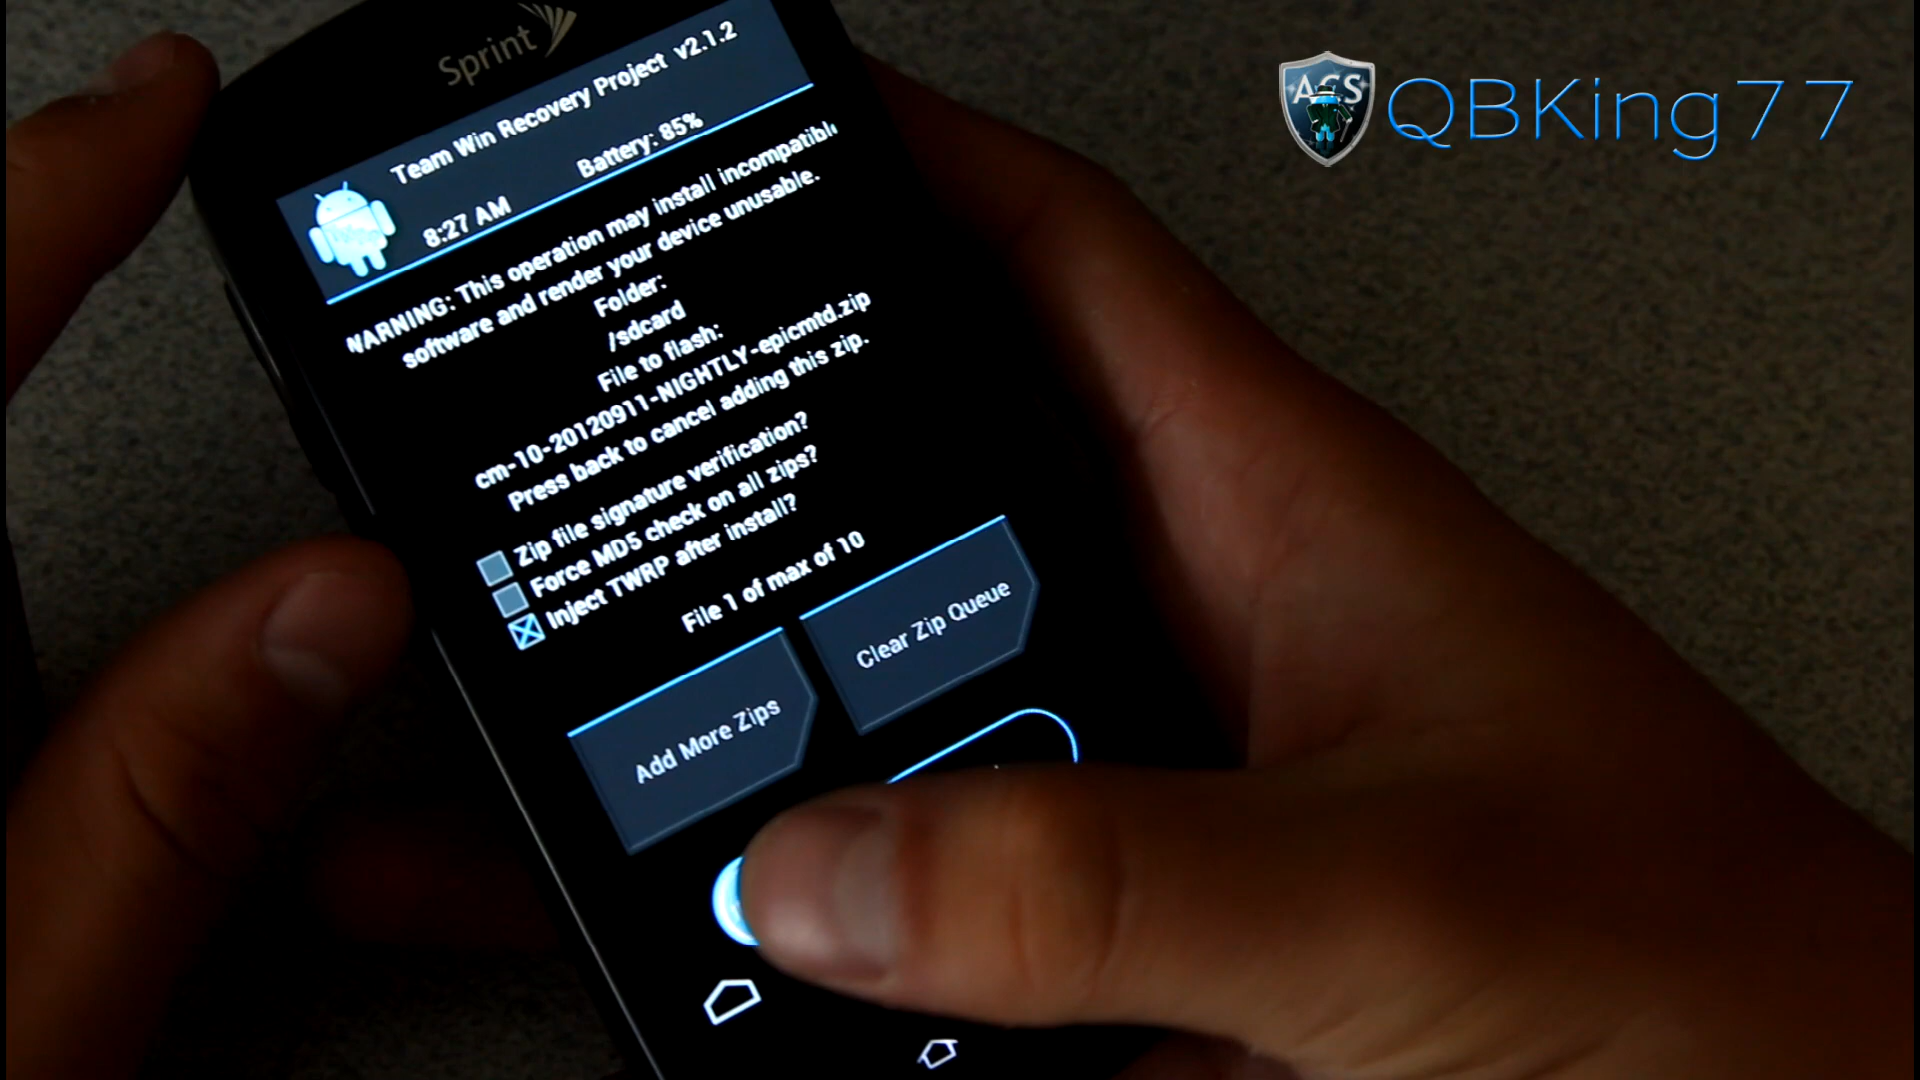 Sprint
ACS QBKing77
Team Win Recovery Project v2.1.2
8:27 AM Battery: 85%
WARNING: This operation may install incompatible
software and render your device unusable.
Folder:
/sdcard
File to flash:
cm-10-20120911-NIGHTLY-epicmtd.zip
Press back to cancel adding this zip.
Zip file signature verification?
Force MD5 check on all zips?
Inject TWRP after install?
File 1 of max of 10
Add More Zips
Clear Zip Queue